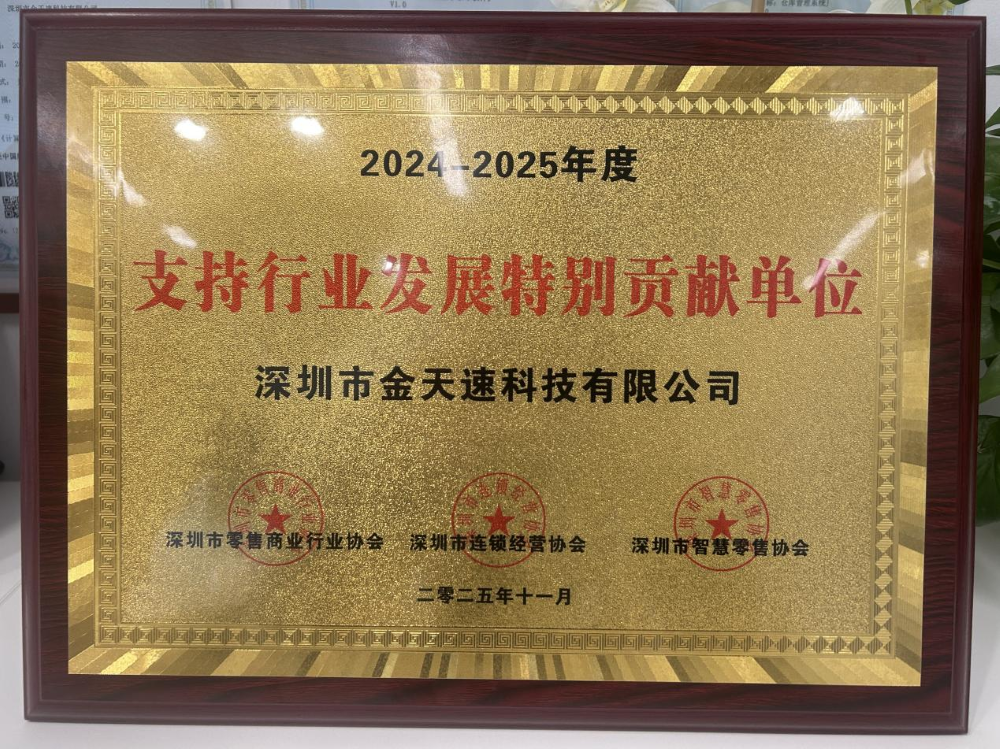 V1.0
2024-2025年度
支持行业发展特别贡献单位
深圳市金天速科技有限公司
深圳市零售商业行业协会 深圳市连锁经营协会 深圳市智慧零售协会
二零二五年十一月